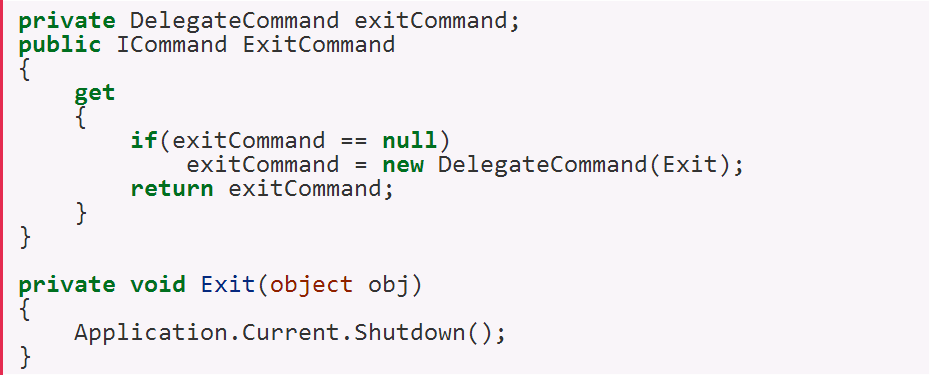 private DelegateCommand exitCommand;
public ICommand ExitCommand
{
    get
    {
        if(exitCommand == null)
            exitCommand = new DelegateCommand(Exit);
        return exitCommand;
    }
}

private void Exit(object obj)
{
    Application.Current.Shutdown();
}